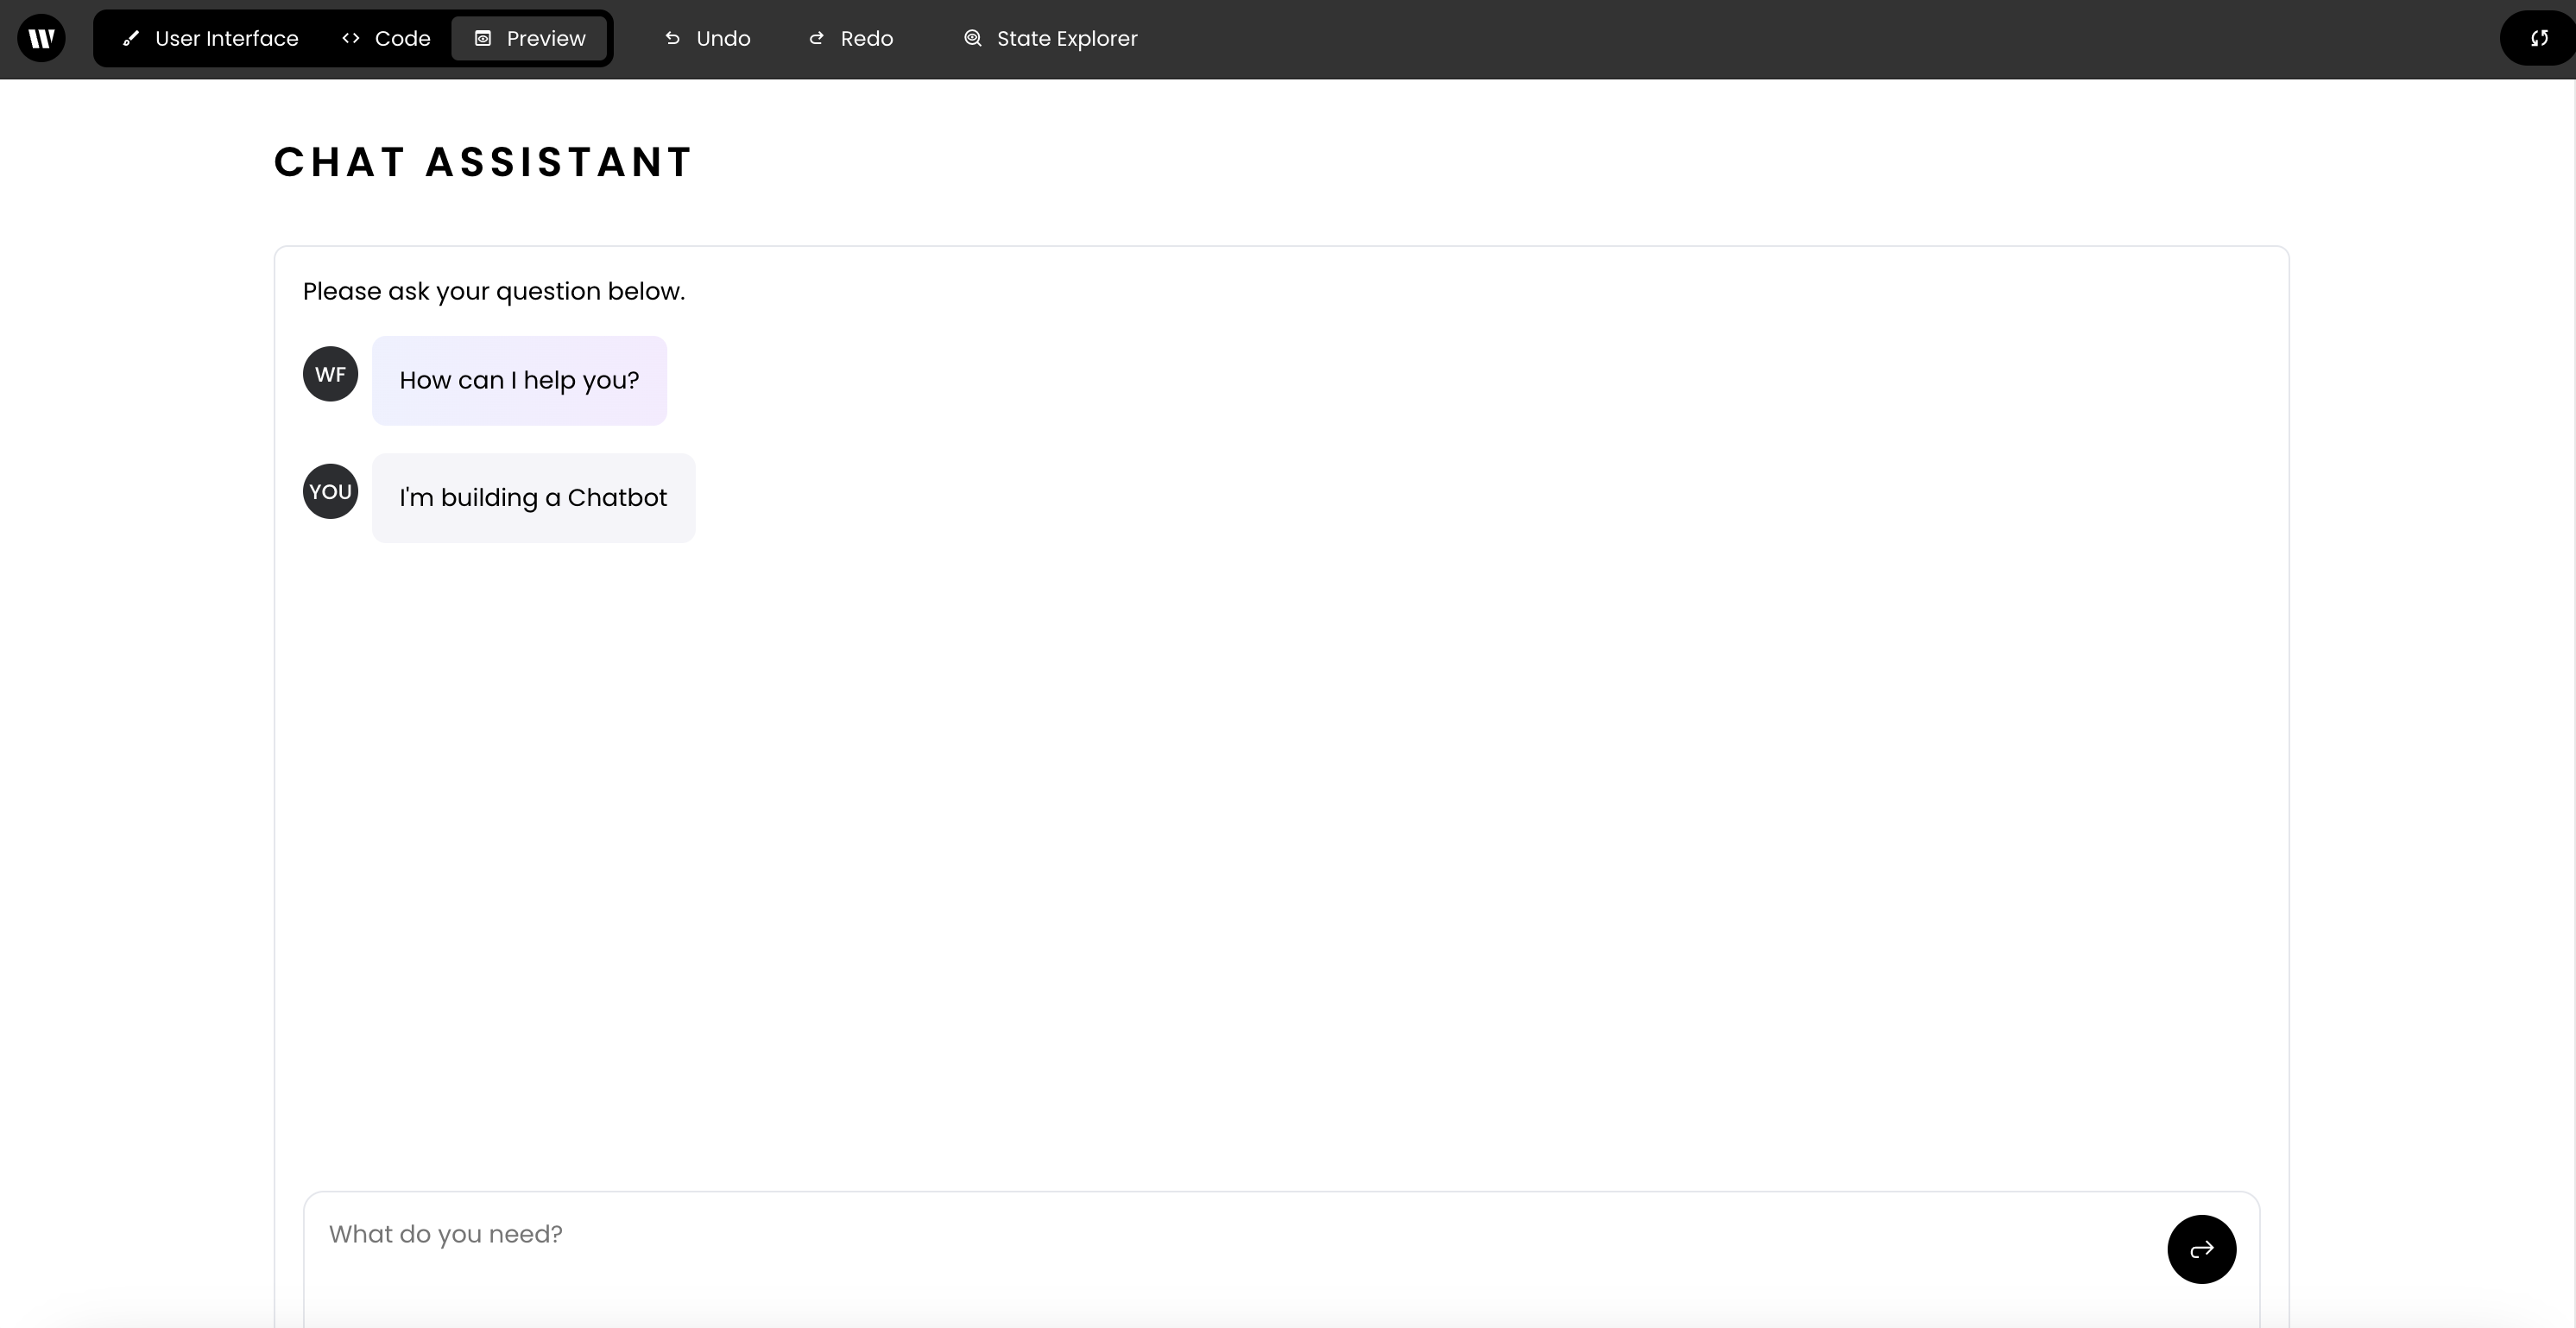 User Interface
Code
Preview
Undo
Redo
State Explorer
CHAT ASSISTANT
Please ask your question below.
WF
How can I help you?
YOU
I'm building a Chatbot
What do you need?